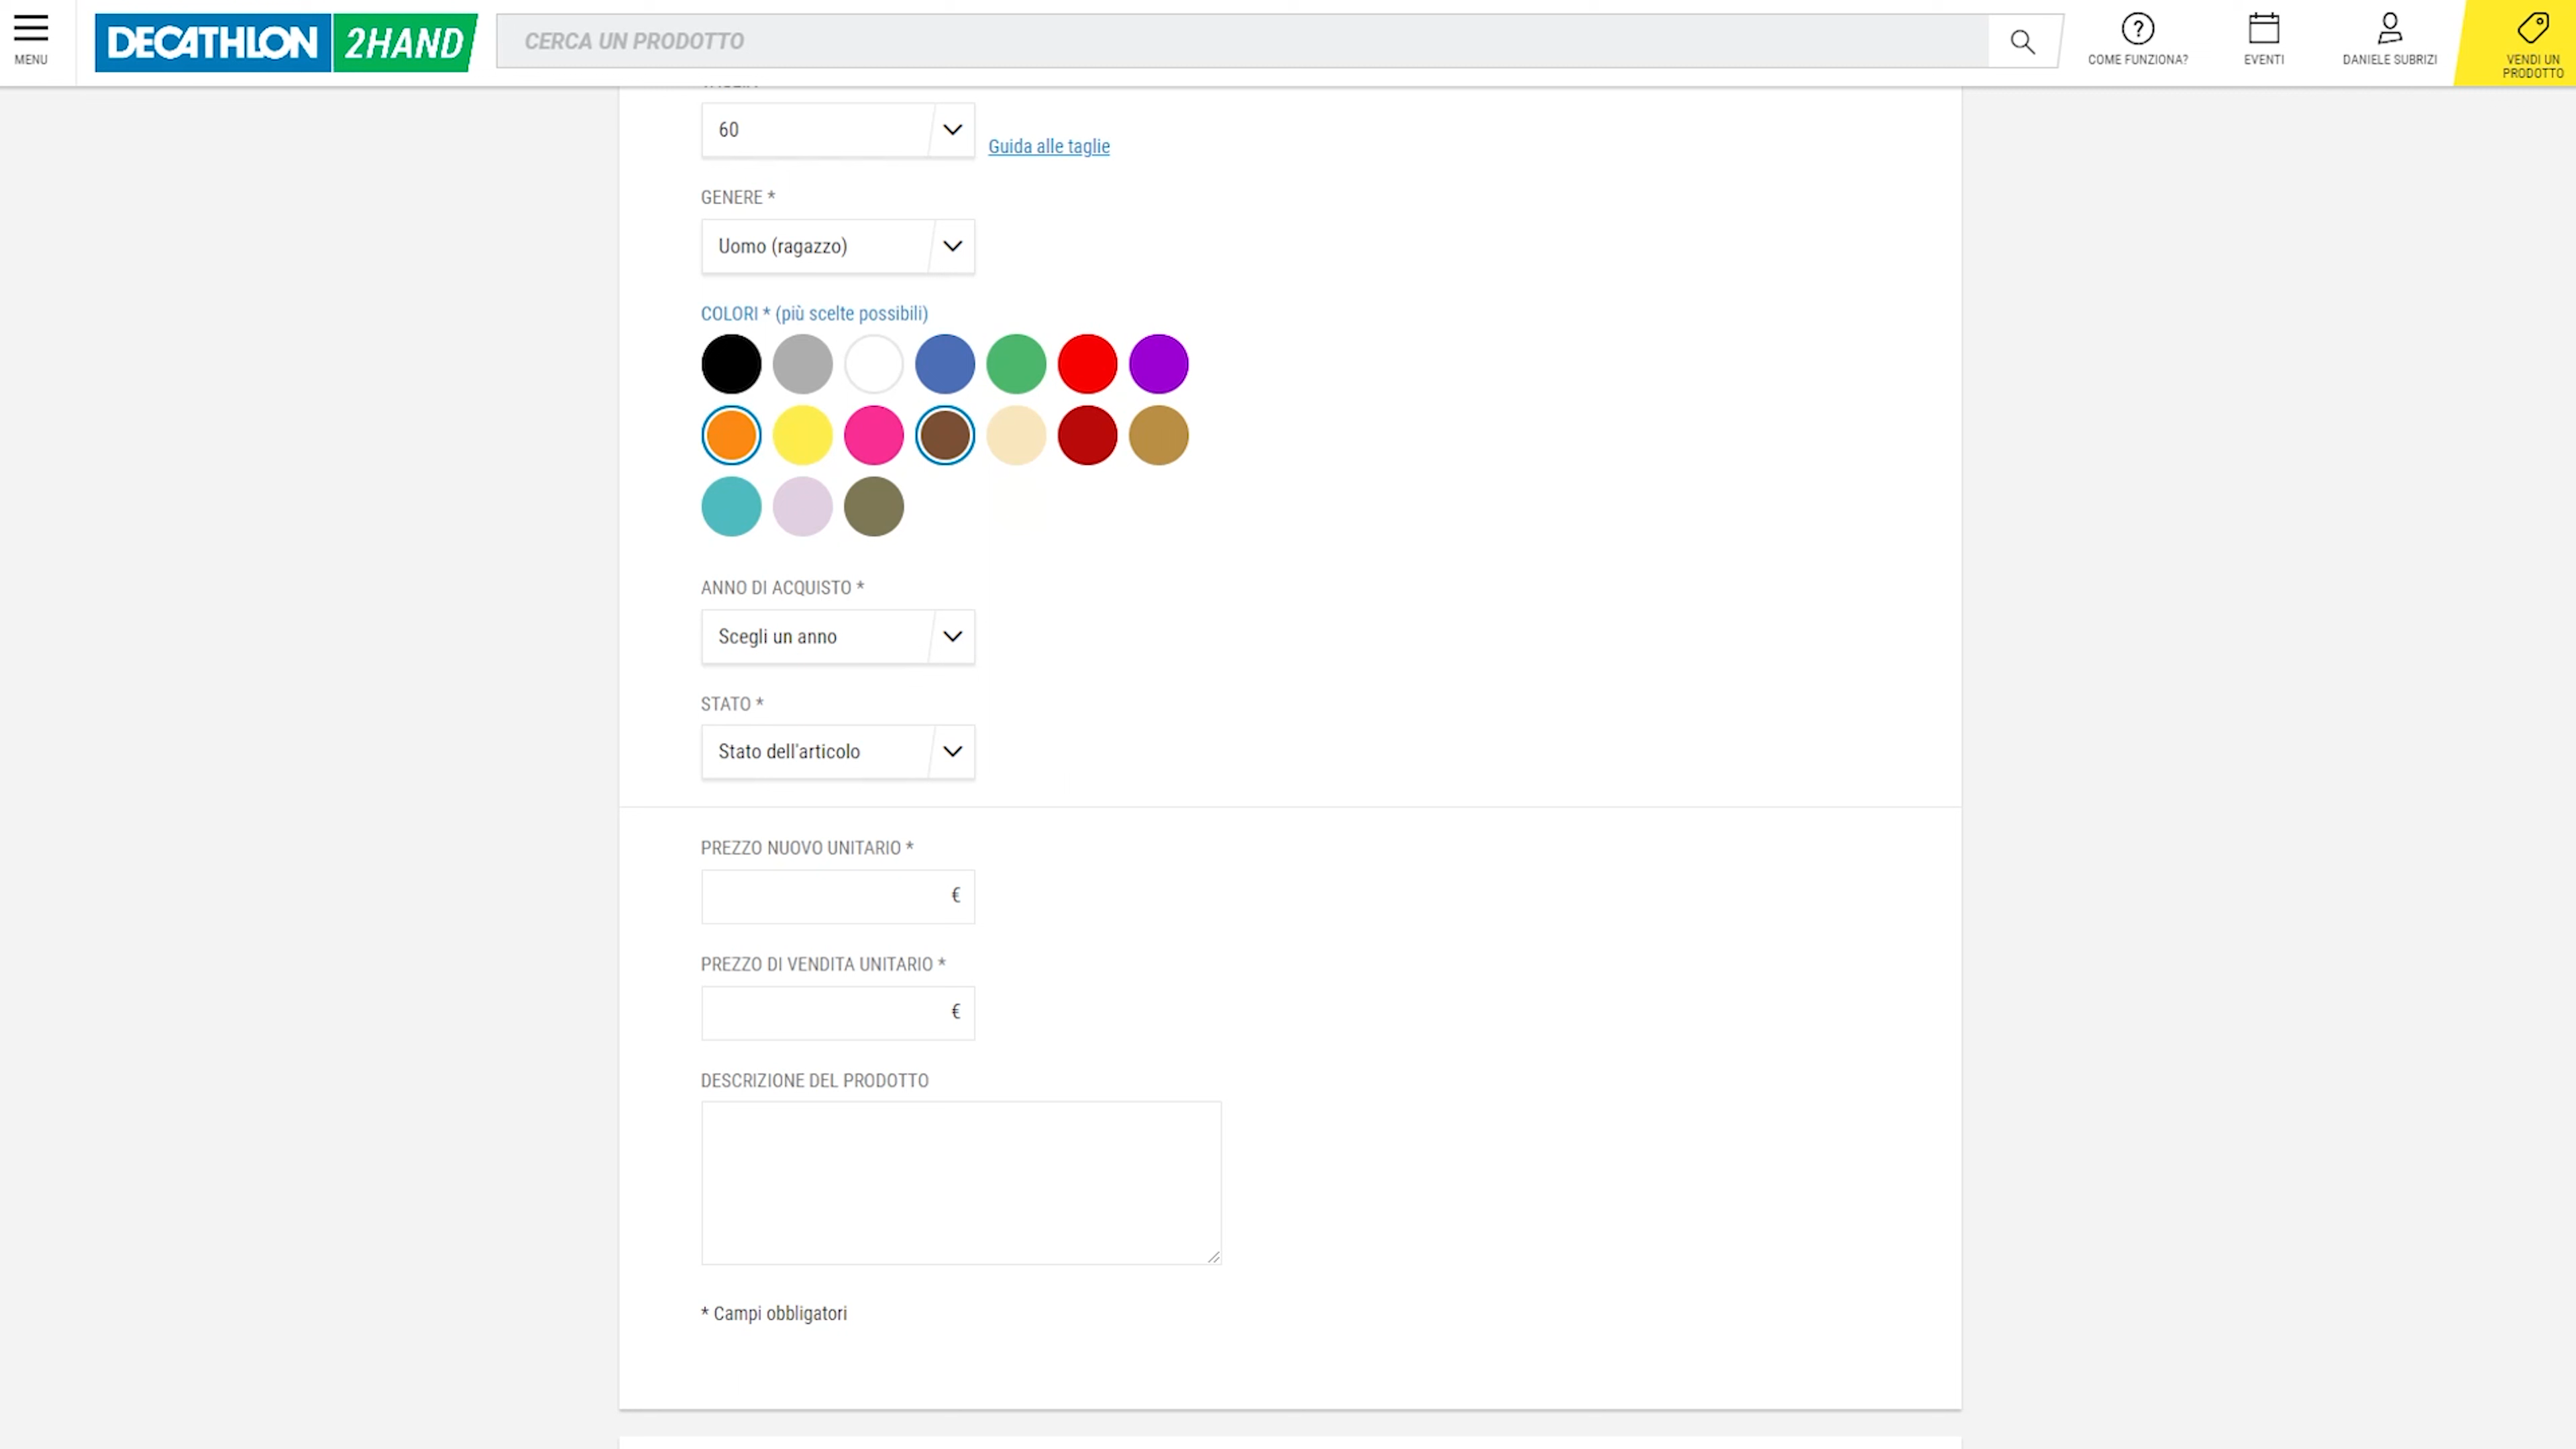 MENU
DECATHLON 2HAND
CERCA UN PRODOTTO
COME FUNZIONA?
EVENTI
DANIELE SUBRIZI
VENDI UN
PRODOTTO
60
Guida alle taglie
GENERE *
Uomo (ragazzo)
COLORI * (più scelte possibili)
ANNO DI ACQUISTO *
Scegli un anno
STATO *
Stato dell'articolo
PREZZO NUOVO UNITARIO *
€
PREZZO DI VENDITA UNITARIO *
€
DESCRIZIONE DEL PRODOTTO
* Campi obbligatori